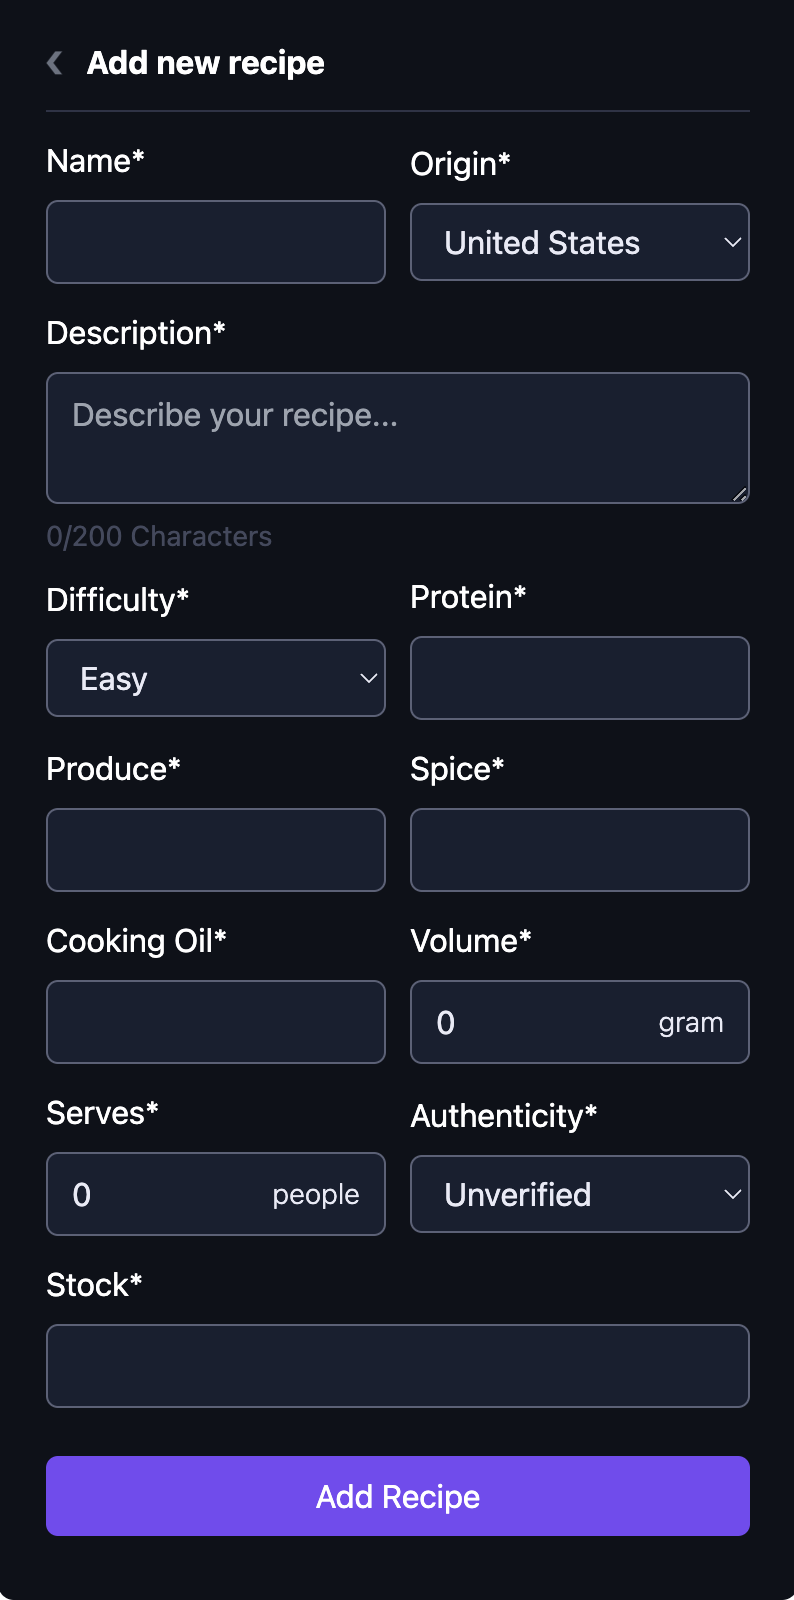 Add new recipe
Name*
Origin*
United States
Description*
Describe your recipe...
0/200 Characters
Difficulty*
Protein*
Easy
Produce*
Spice*
Cooking Oil*
Volume*
0 gram
Serves*
Authenticity*
0 people
Unverified
Stock*
Add Recipe